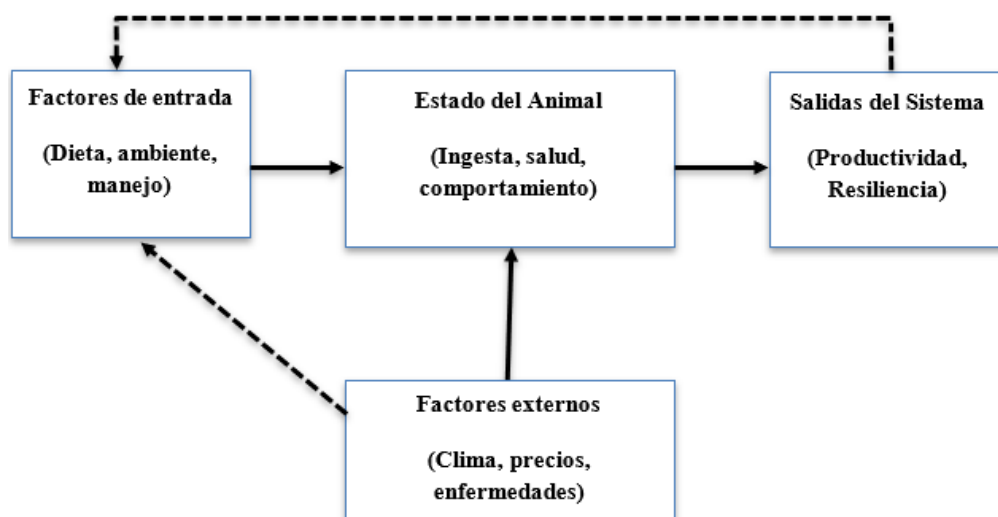 Factores de entrada
(Dieta, ambiente,
manejo)
Estado del Animal
(Ingesta, salud,
comportamiento)
Salidas del Sistema
(Productividad,
Resiliencia)
Factores externos
(Clima, precios,
enfermedades)